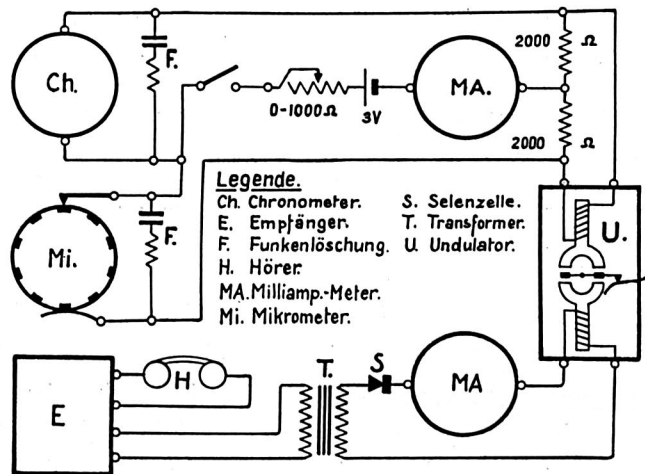 Ch.
F.
0-1000Ω
3V
MA.
2000 Ω
2000 Ω
Mi.
F.
Legende.
Ch. Chronometer.
E. Empfänger.
F. Funkenlöschung.
H. Hörer.
MA. Milliamp.-Meter.
Mi. Mikrometer.
S. Selenzelle.
T. Transformer.
U. Undulator.
U.
E
H
T.
S
MA